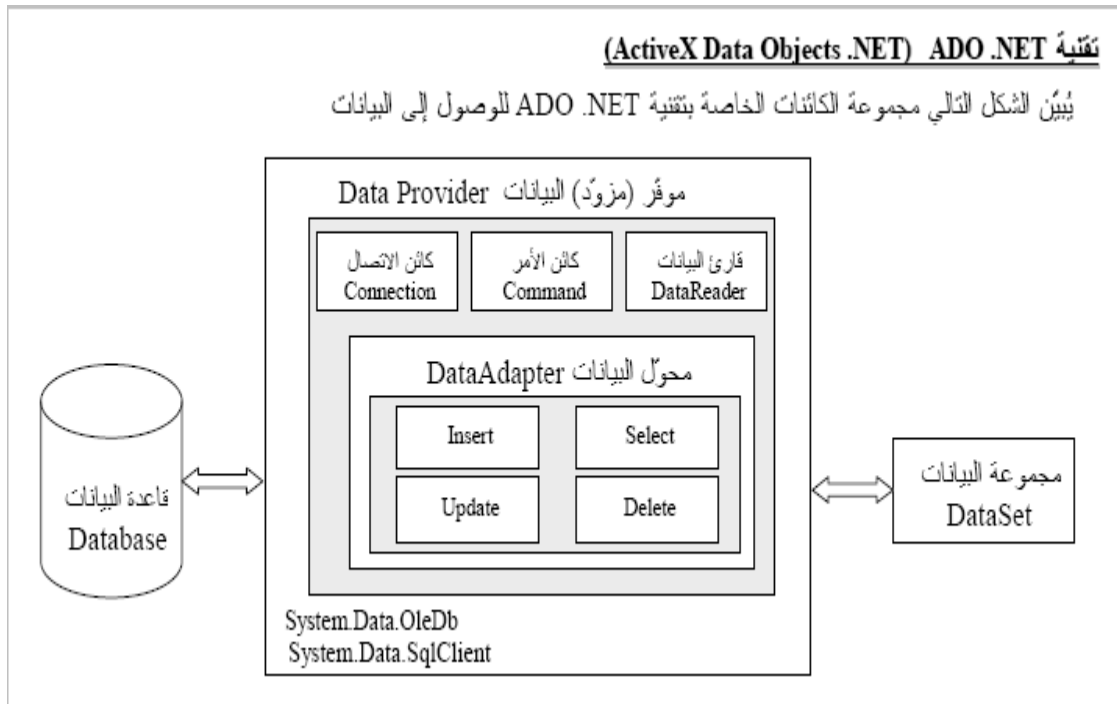 تقنية ADO .NET (ActiveX Data Objects .NET)
يُبيّن الشكل التالي مجموعة الكائنات الخاصة بتقنية ADO .NET للوصول إلى البيانات
موفّر (مزوّد) البيانات Data Provider
كائن الاتصال
Connection
كائن الأمر
Command
قارئ البيانات
DataReader
محوّل البيانات DataAdapter
Insert
Select
Update
Delete
قاعدة البيانات
Database
مجموعة البيانات
DataSet
System.Data.OleDb
System.Data.SqlClient